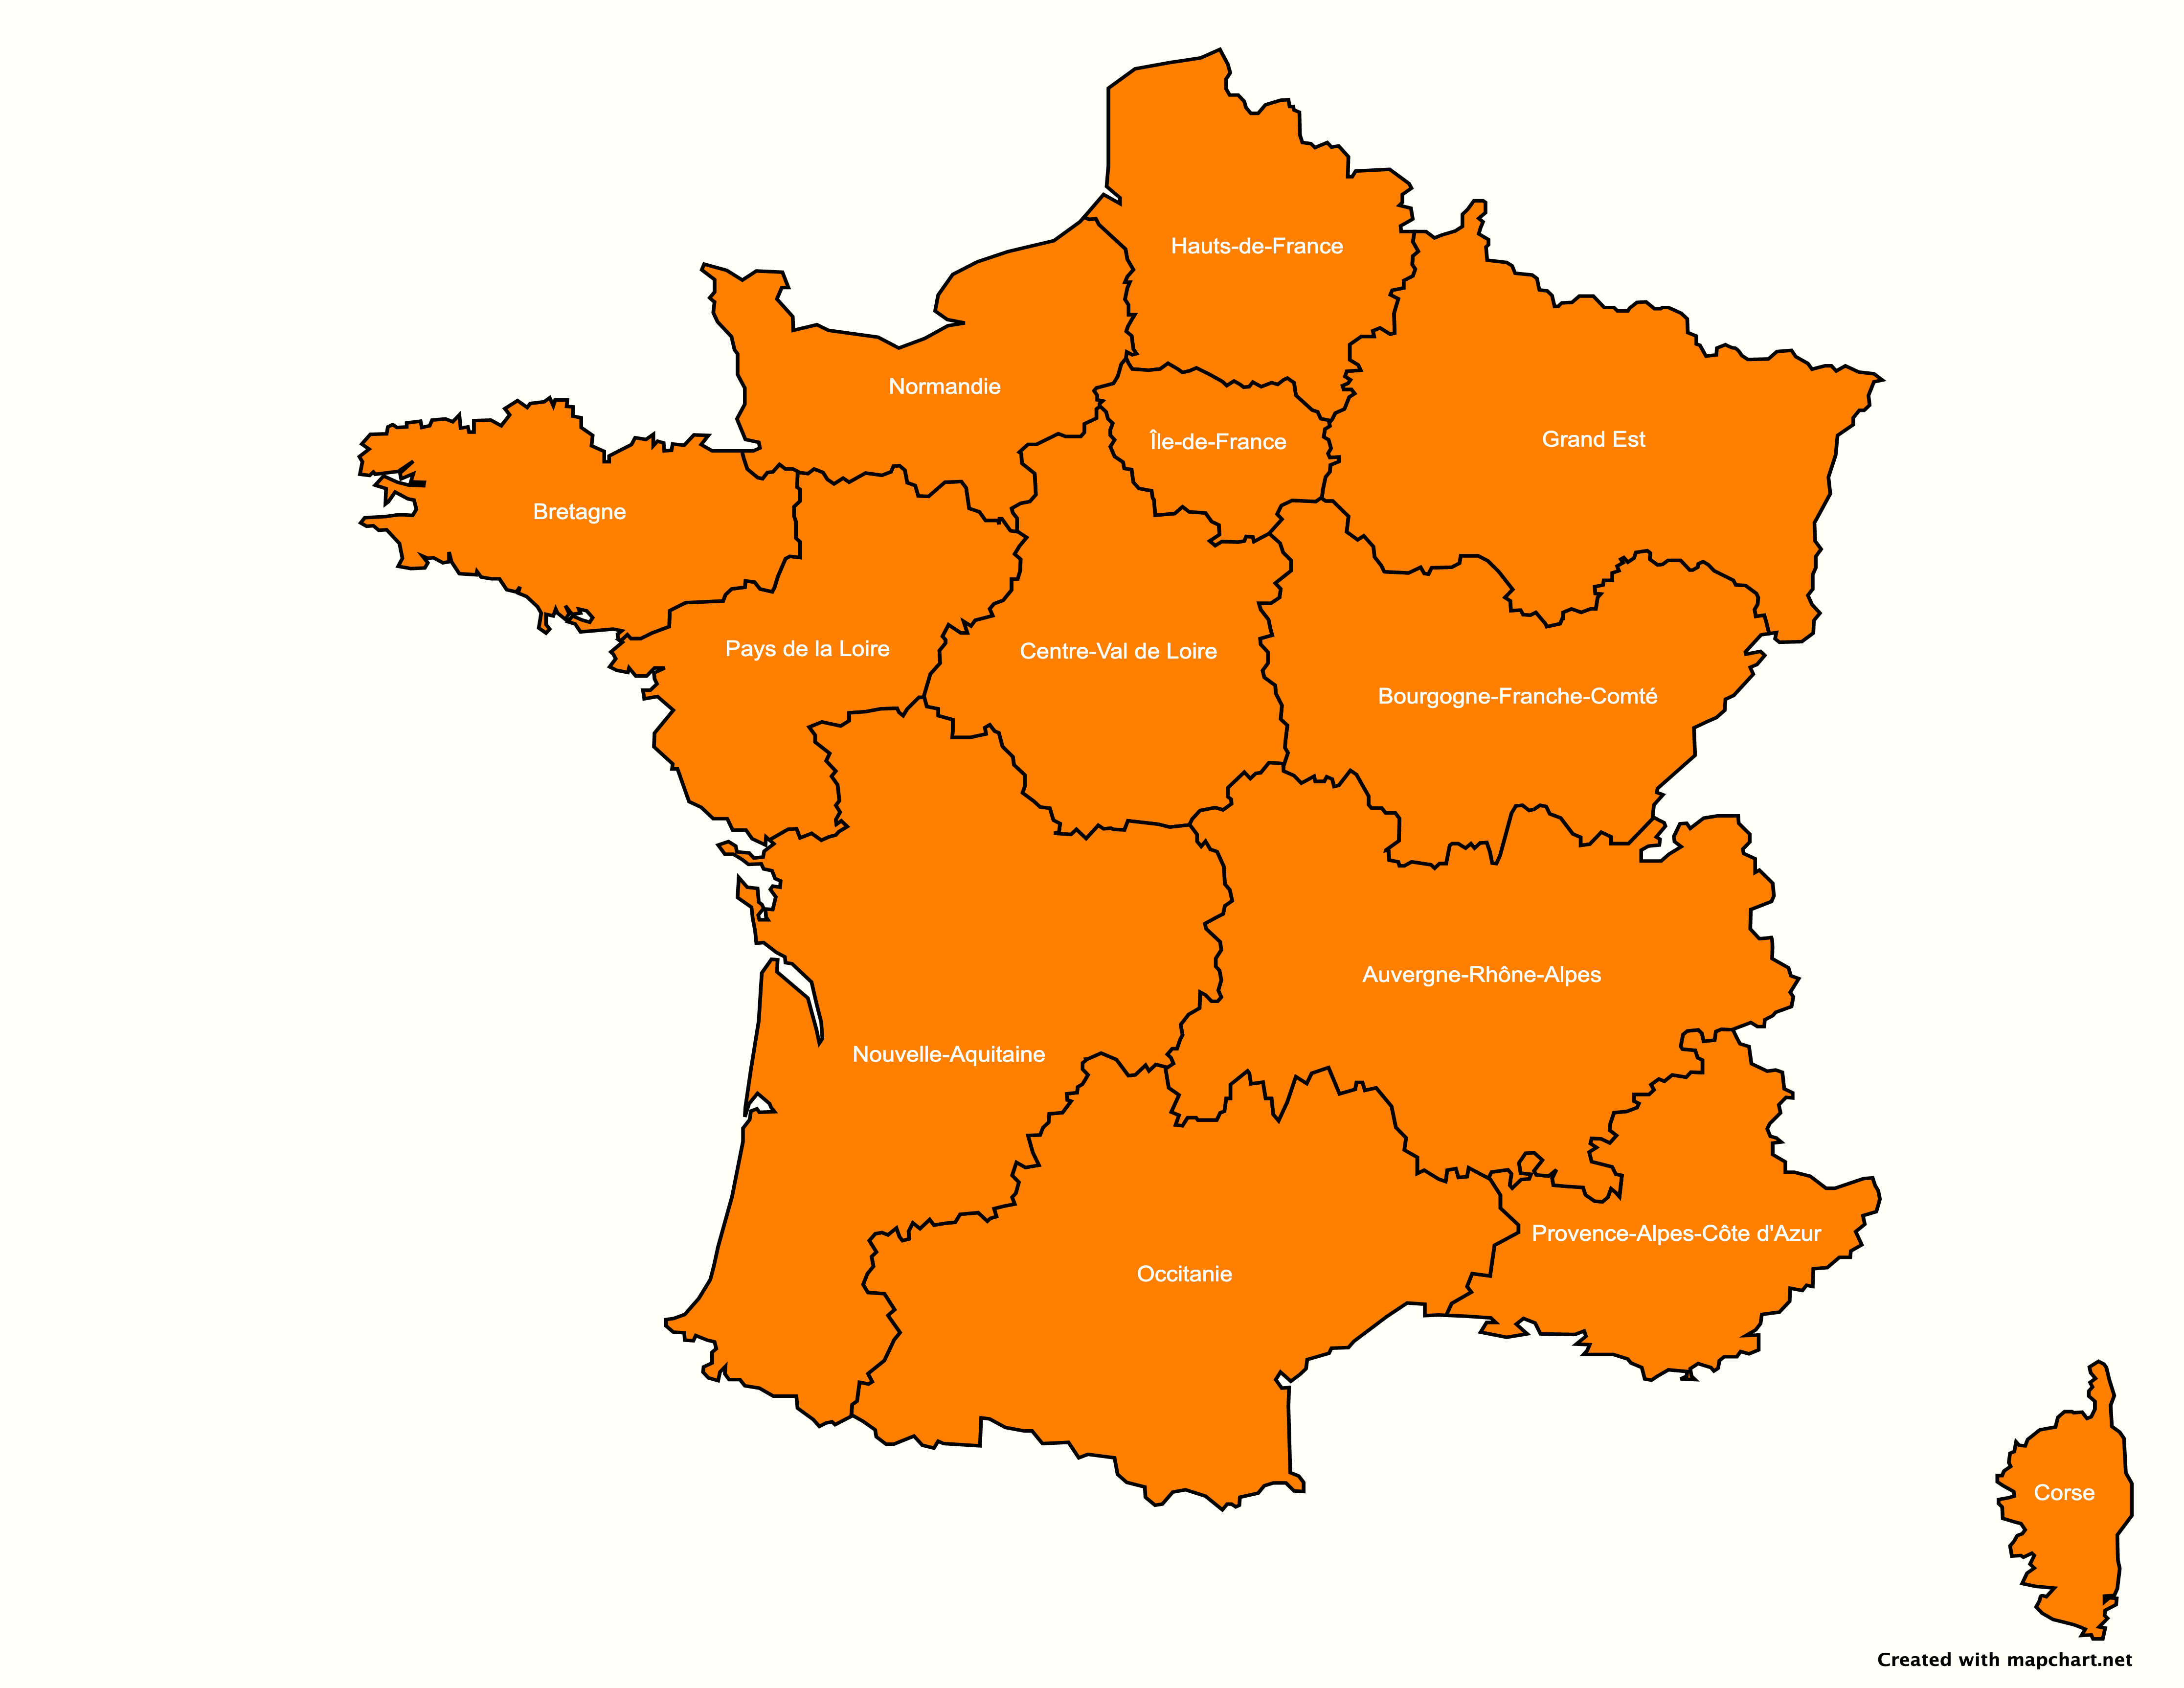 Hauts-de-France
Normandie
Île-de-France
Grand Est
Bretagne
Pays de la Loire
Centre-Val de Loire
Bourgogne-Franche-Comté
Auvergne-Rhône-Alpes
Nouvelle-Aquitaine
Provence-Alpes-Côte d'Azur
Occitanie
Corse
Created with mapchart.net